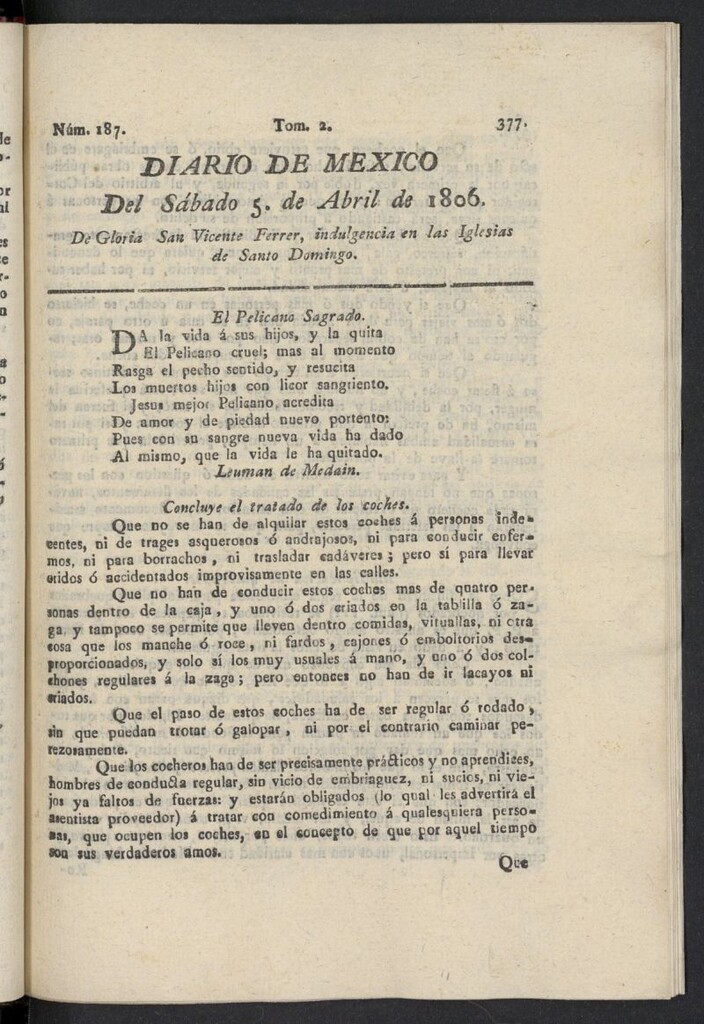 Núm. 187. Tom. 2. 377.
DIARIO DE MEXICO
Del Sábado 5. de Abril de 1806.
De Gloria San Vicente Ferrer, indulgencia en las Iglesias
de Santo Domingo.
El Pelicano Sagrado.
DA la vida á sus hijos, y la quita
El Pelicano cruel; mas al momento
Rasga el pecho sentido, y resucita
Los muertos hijos con licor sangriento.
Jesus mejor Pelicano acredita
De amor y de piedad nuevo portento:
Pues con su sangre nueva vida ha dado
Al mismo, que la vida le ha quitado.
Leuman de Medain.
Concluye el tratado de los coches.
Que no se han de alquilar estos coches á personas inde-
centes, ni de trages asquerosos ó andrajosos, ni para conducir enfer-
mos, ni para borrachos, ni trasladar cadáveres; pero sí para llevar
eridos ó accidentados improvisamente en las calles.
Que no han de conducir estos coches mas de quatro per-
sonas dentro de la caja, y uno ó dos criados en la tablilla ó za-
ga, y tampoco se permite que lleven dentro comidas, vituallas, ni otra
cosa que los manche ó roce, ni fardos, cajones ó emboltorios des-
proporcionados, y solo sí los muy usuales á mano, y uno ó dos col-
chones regulares á la zaga; pero entonces no han de ir lacayos ni
criados.
Que el paso de estos coches ha de ser regular ó rodado,
sin que puedan trotar ó galopar, ni por el contrario caminar pe-
rezosamente.
Que los cocheros han de ser precisamente prácticos y no aprendices,
hombres de conducta regular, sin vicio de embriaguez, ni sucios, ni vie-
jos ya faltos de fuerzas: y estarán obligados (lo qual les advertirá el
asentista proveedor) á tratar con comedimiento á qualesquiera perso-
nas, que ocupen los coches, en el concepto de que por aquel tiempo
son sus verdaderos amos.
Que